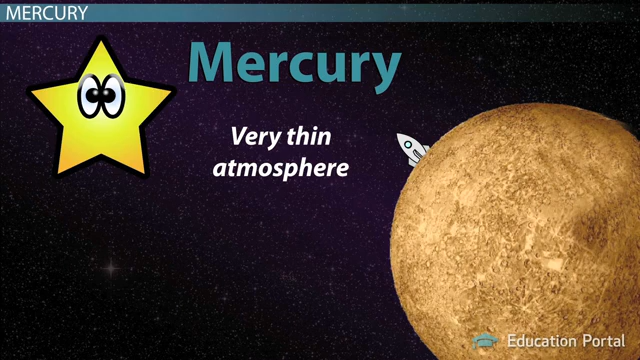 MERCURY
Mercury
Very thin
atmosphere
Education Portal